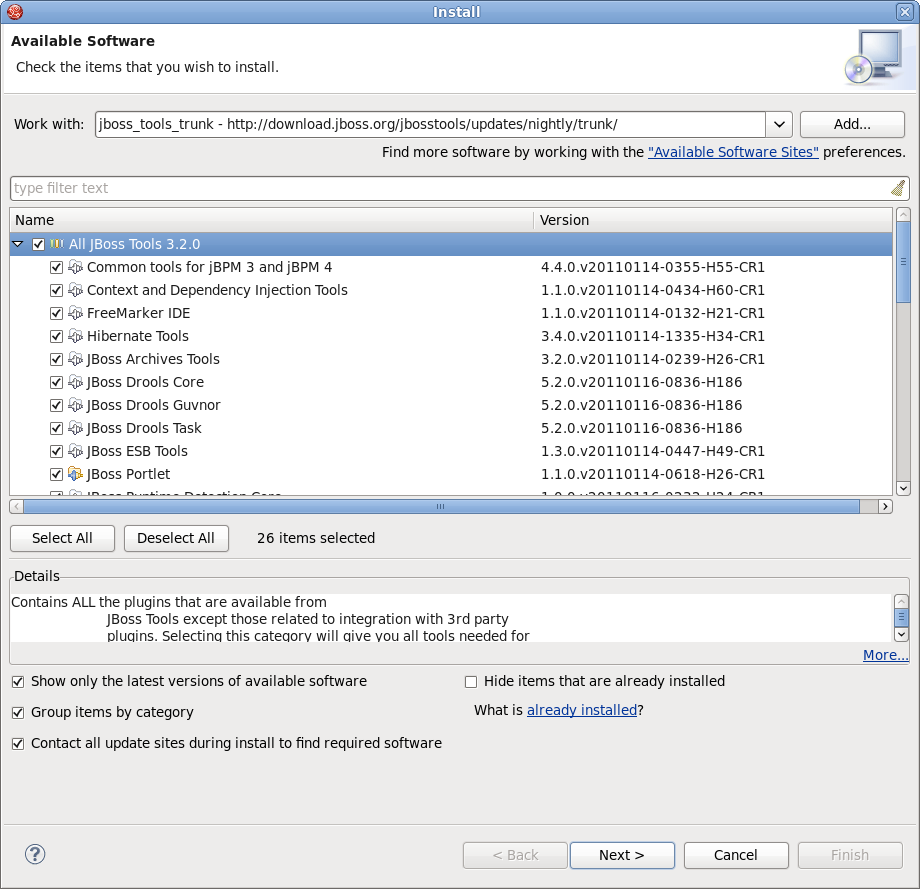 Install
Available Software
Check the items that you wish to install.
Work with: jboss_tools_trunk - http://download.jboss.org/jbosstools/updates/nightly/trunk/ Add...
Find more software by working with the "Available Software Sites" preferences.
type filter text
Name Version
All JBoss Tools 3.2.0
Common tools for jBPM 3 and jBPM 4 4.4.0.v20110114-0355-H55-CR1
Context and Dependency Injection Tools 1.1.0.v20110114-0434-H60-CR1
FreeMarker IDE 1.1.0.v20110114-0132-H21-CR1
Hibernate Tools 3.4.0.v20110114-1335-H34-CR1
JBoss Archives Tools 3.2.0.v20110114-0239-H26-CR1
JBoss Drools Core 5.2.0.v20110116-0836-H186
JBoss Drools Guvnor 5.2.0.v20110116-0836-H186
JBoss Drools Task 5.2.0.v20110116-0836-H186
JBoss ESB Tools 1.3.0.v20110114-0447-H49-CR1
JBoss Portlet 1.1.0.v20110114-0618-H26-CR1
JBoss Runtime Detection Core
Select All Deselect All 26 items selected
Details
Contains ALL the plugins that are available from
JBoss Tools except those related to integration with 3rd party
plugins. Selecting this category will give you all tools needed for
More...
Show only the latest versions of available software Hide items that are already installed
Group items by category What is already installed?
Contact all update sites during install to find required software
? < Back Next > Cancel Finish